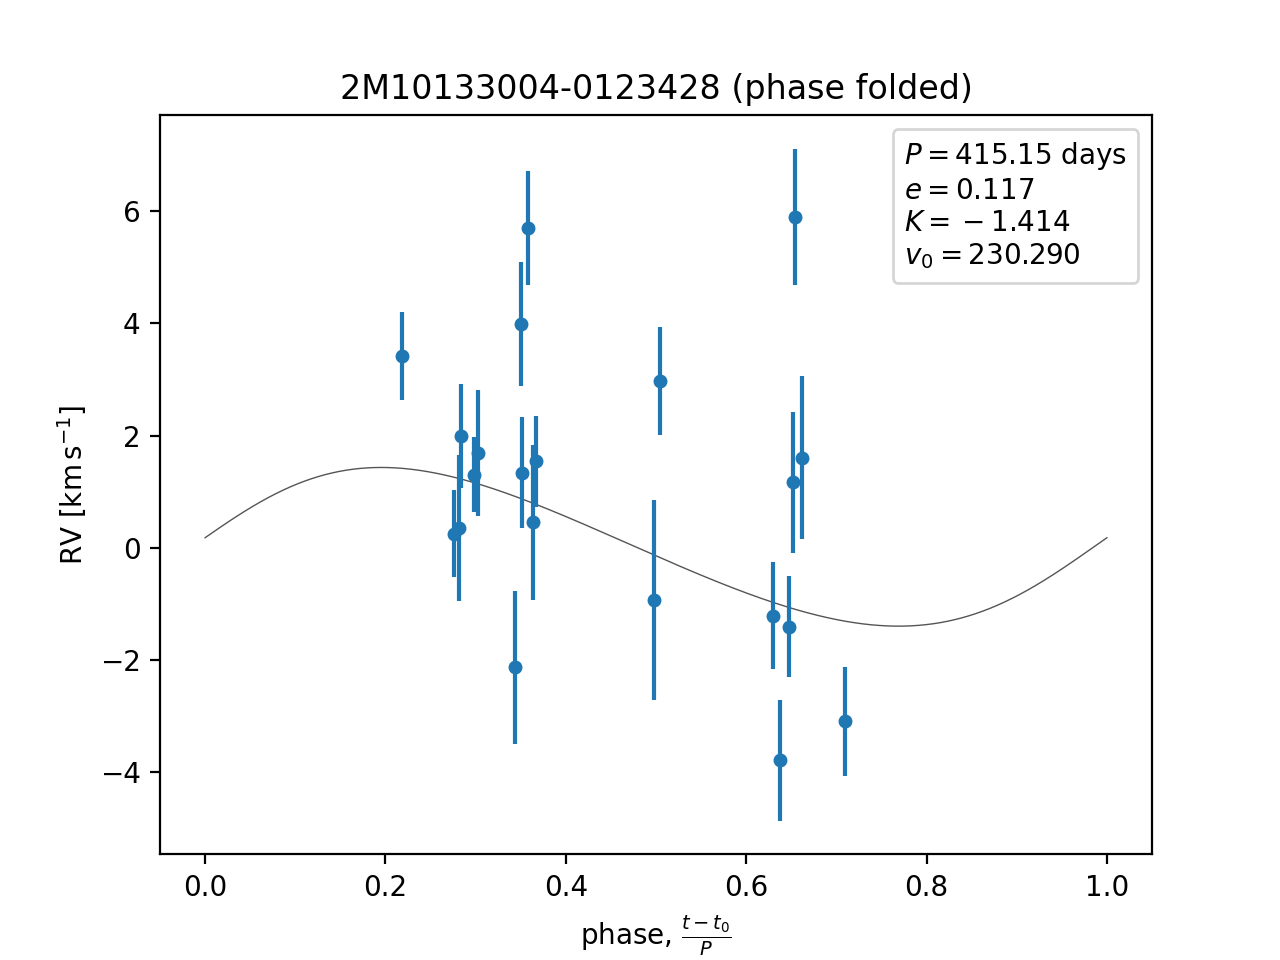 2M10133004-0123428 (phase folded)
P = 415.15 days
e = 0.117
K = −1.414
v₀ = 230.290
RV [km s⁻¹]
6
4
2
0
−2
−4
0.0 0.2 0.4 0.6 0.8 1.0
phase, (t − t₀)/P